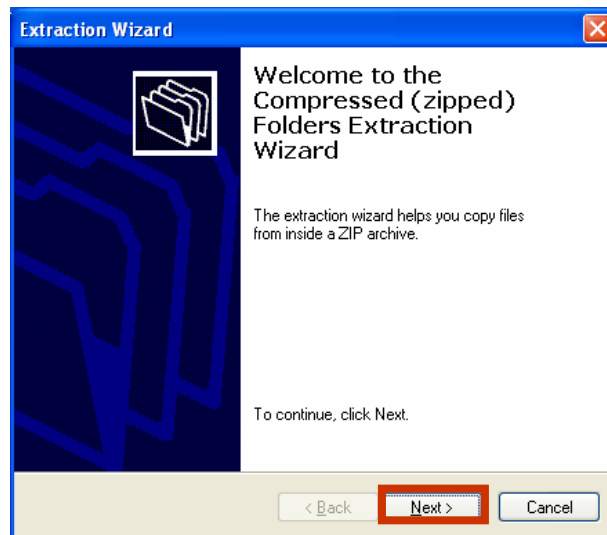 Extraction Wizard
Welcome to the
Compressed (zipped)
Folders Extraction
Wizard
The extraction wizard helps you copy files
from inside a ZIP archive.
To continue, click Next.
< Back Next > Cancel